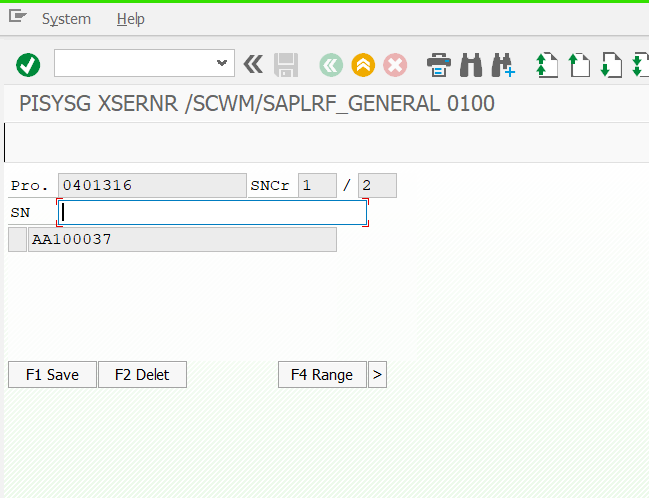 System Help
PISYSG XSERNR /SCWM/SAPLRF_GENERAL 0100
Pro. 0401316 SNCr 1 / 2
SN
AA100037
F1 Save F2 Delet F4 Range >